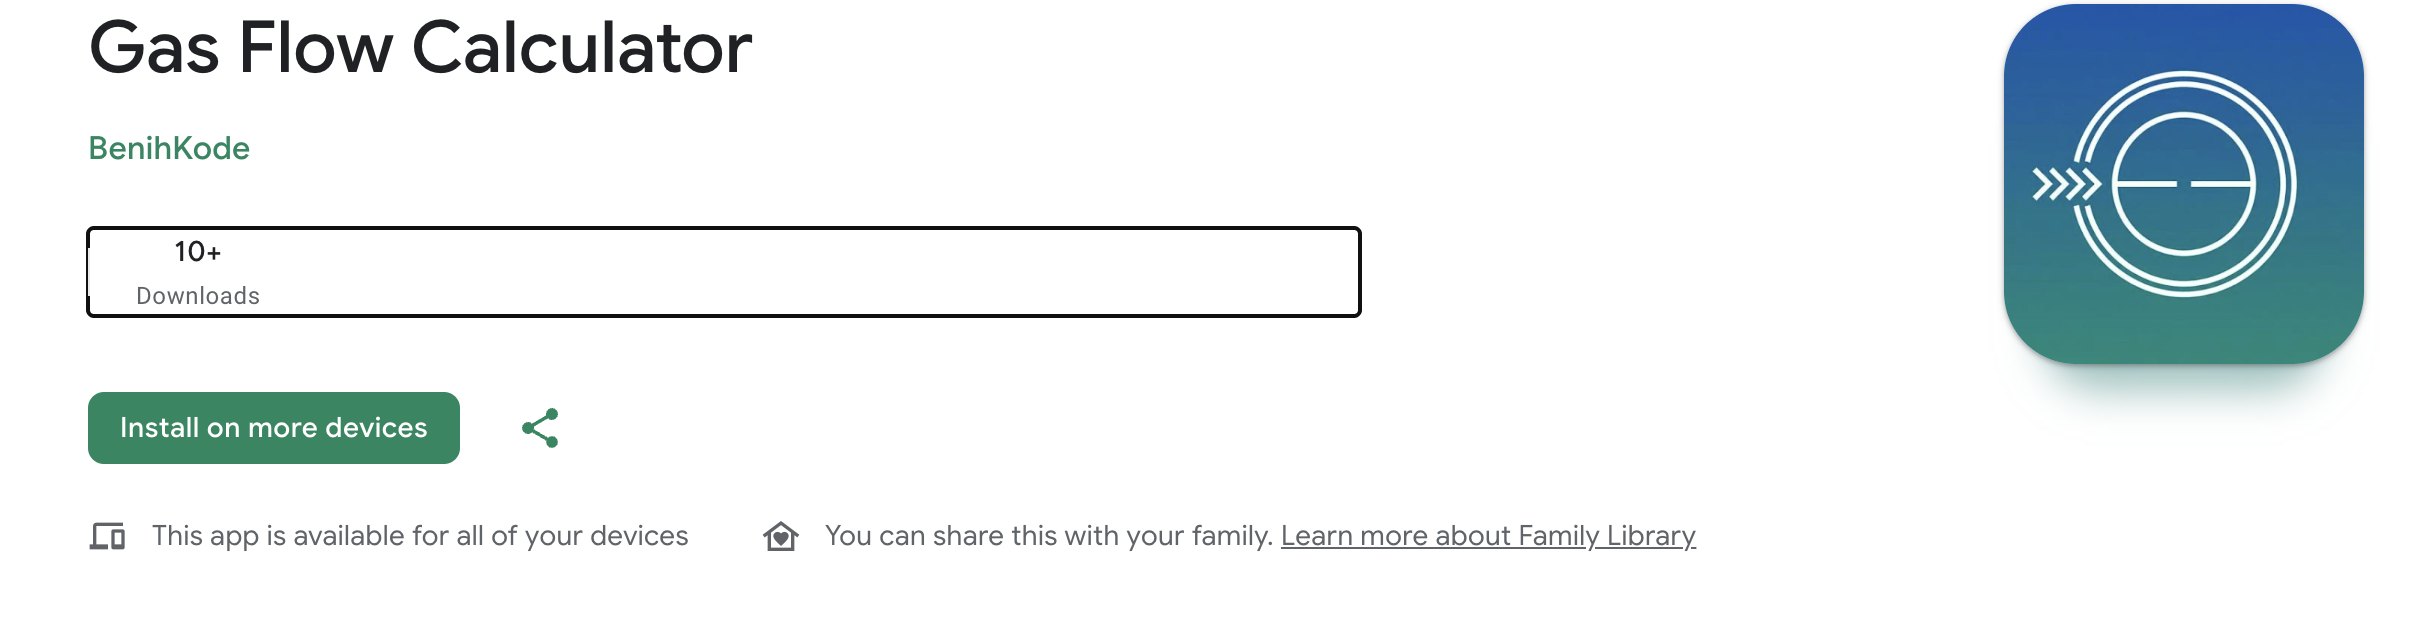 Gas Flow Calculator
BenihKode
10+
Downloads
Install on more devices
This app is available for all of your devices
You can share this with your family. Learn more about Family Library